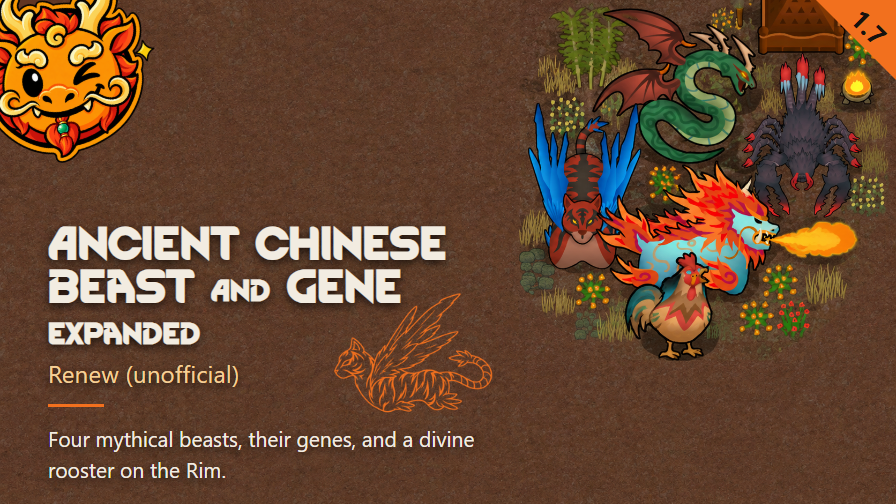 1.7
ANCIENT CHINESE
BEAST AND GENE
EXPANDED
Renew (unofficial)
Four mythical beasts, their genes, and a divine
rooster on the Rim.